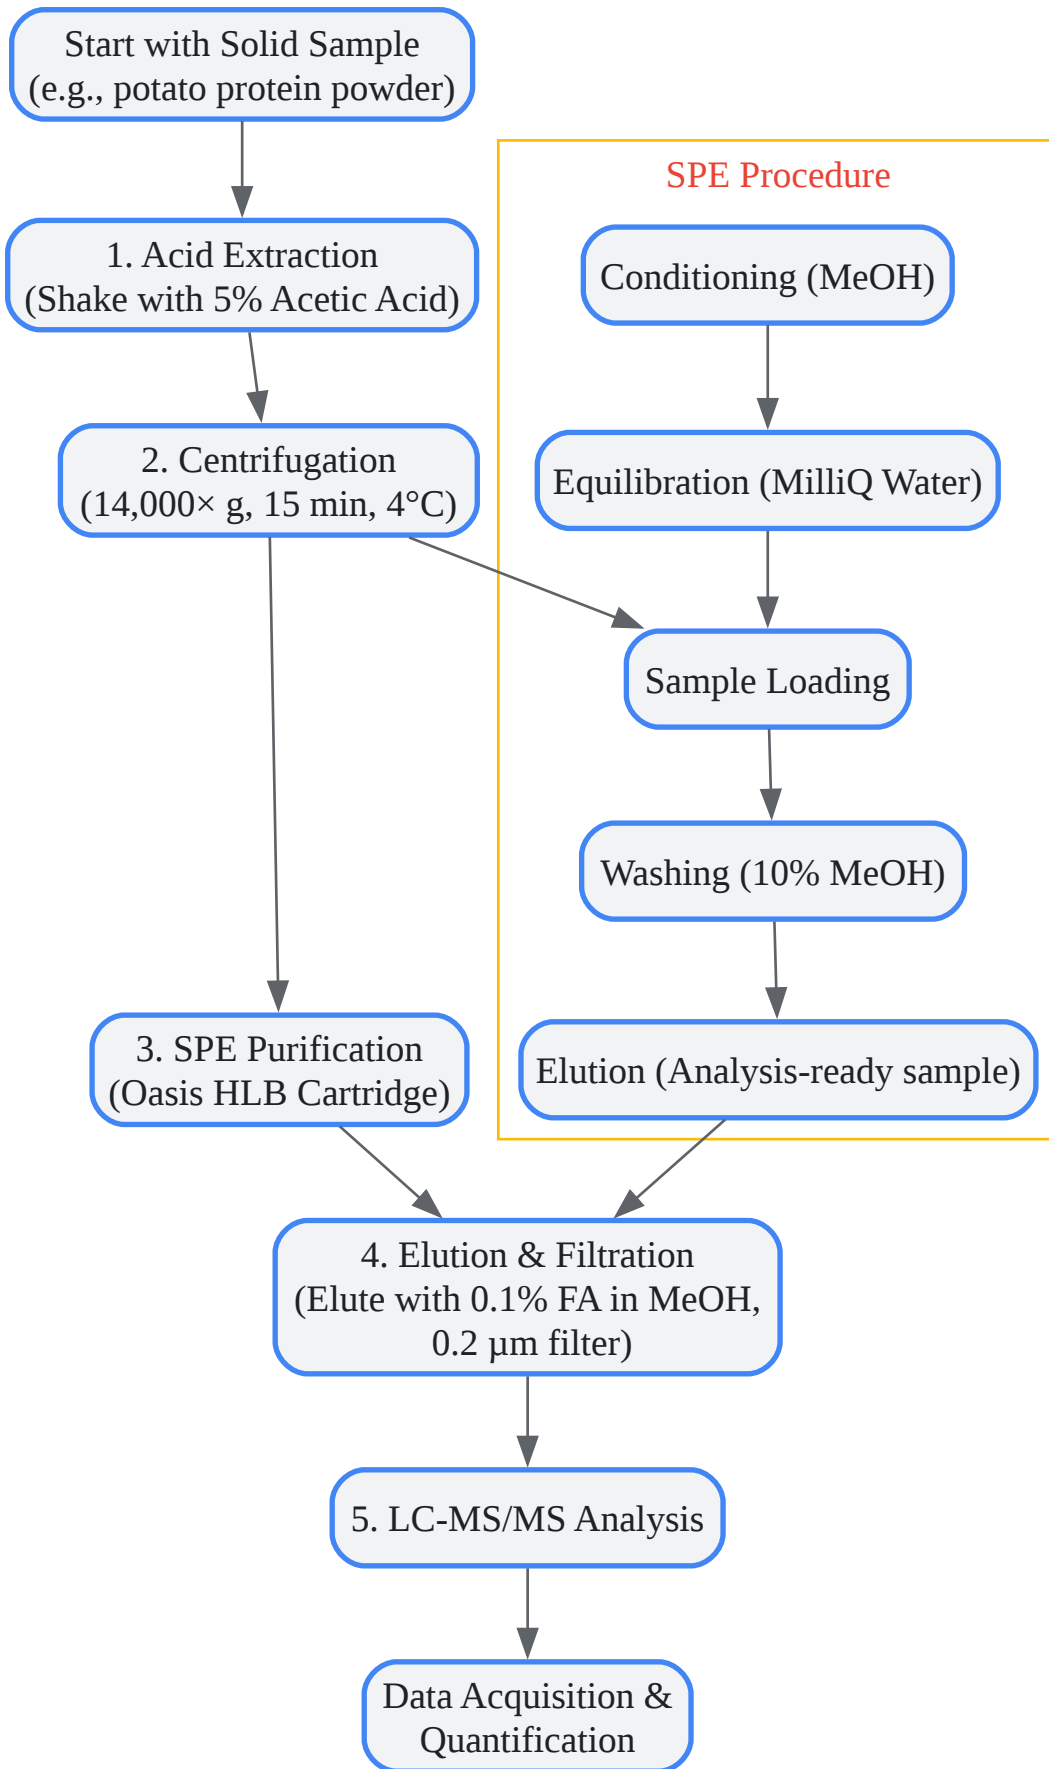 Start with Solid Sample
(e.g., potato protein powder)
1. Acid Extraction
(Shake with 5% Acetic Acid)
2. Centrifugation
(14,000× g, 15 min, 4°C)
SPE Procedure
Conditioning (MeOH)
Equilibration (MilliQ Water)
Sample Loading
Washing (10% MeOH)
Elution (Analysis-ready sample)
3. SPE Purification
(Oasis HLB Cartridge)
4. Elution & Filtration
(Elute with 0.1% FA in MeOH,
0.2 µm filter)
5. LC-MS/MS Analysis
Data Acquisition &
Quantification